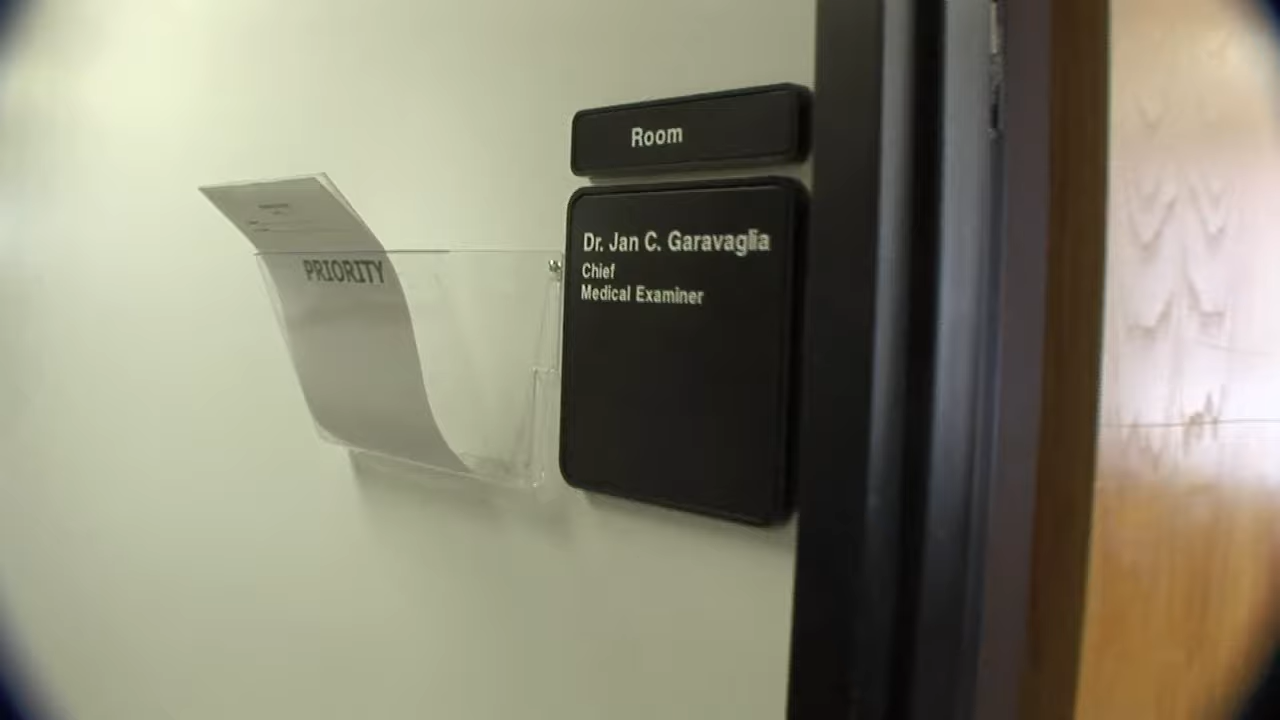 Room
Dr. Jan C. Garavaglia
Chief
Medical Examiner
PRIORITY